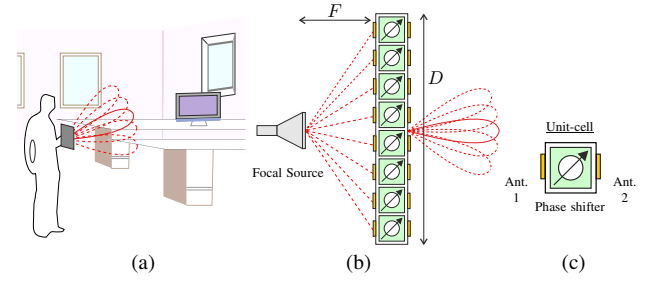 F
D
Focal Source
Unit-cell
Ant.
1
Ant.
2
Phase shifter
(a)
(b)
(c)